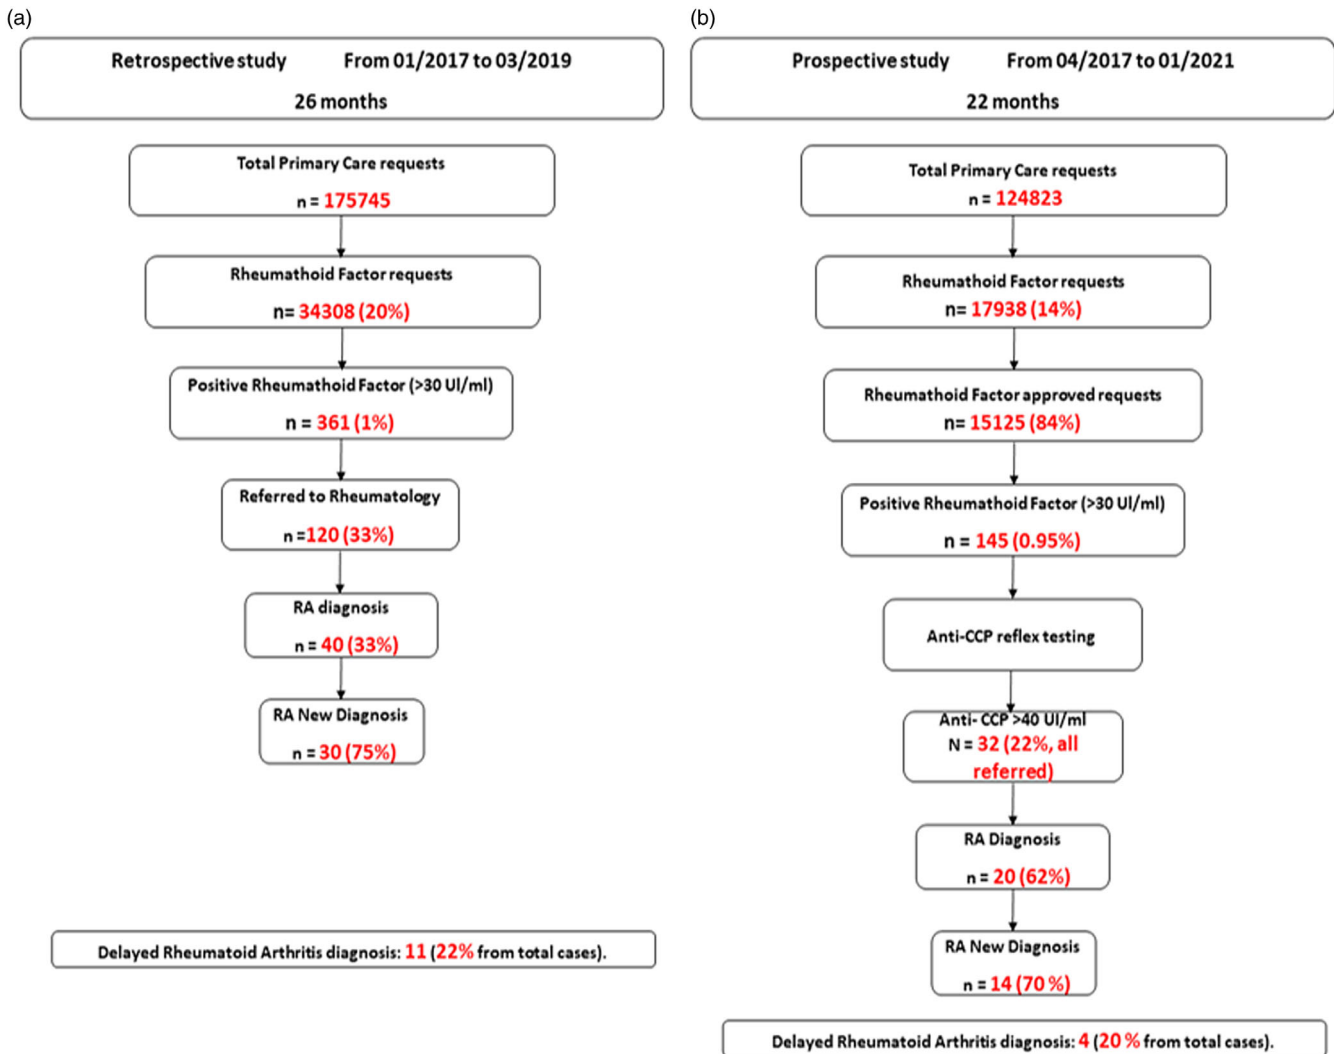 (a)
Retrospective study From 01/2017 to 03/2019
26 months
Total Primary Care requests
n = 175745
Rheumathoid Factor requests
n= 34308 (20%)
Positive Rheumathoid Factor (>30 UI/ml)
n = 361 (1%)
Referred to Rheumatology
n =120 (33%)
RA diagnosis
n = 40 (33%)
RA New Diagnosis
n = 30 (75%)
Delayed Rheumatoid Arthritis diagnosis: 11 (22% from total cases).
(b)
Prospective study From 04/2017 to 01/2021
22 months
Total Primary Care requests
n = 124823
Rheumathoid Factor requests
n= 17938 (14%)
Rheumathoid Factor approved requests
n= 15125 (84%)
Positive Rheumathoid Factor (>30 UI/ml)
n = 145 (0.95%)
Anti-CCP reflex testing
Anti- CCP >40 UI/ml
N = 32 (22%, all
referred)
RA Diagnosis
n = 20 (62%)
RA New Diagnosis
n = 14 (70 %)
Delayed Rheumatoid Arthritis diagnosis: 4 (20 % from total cases).